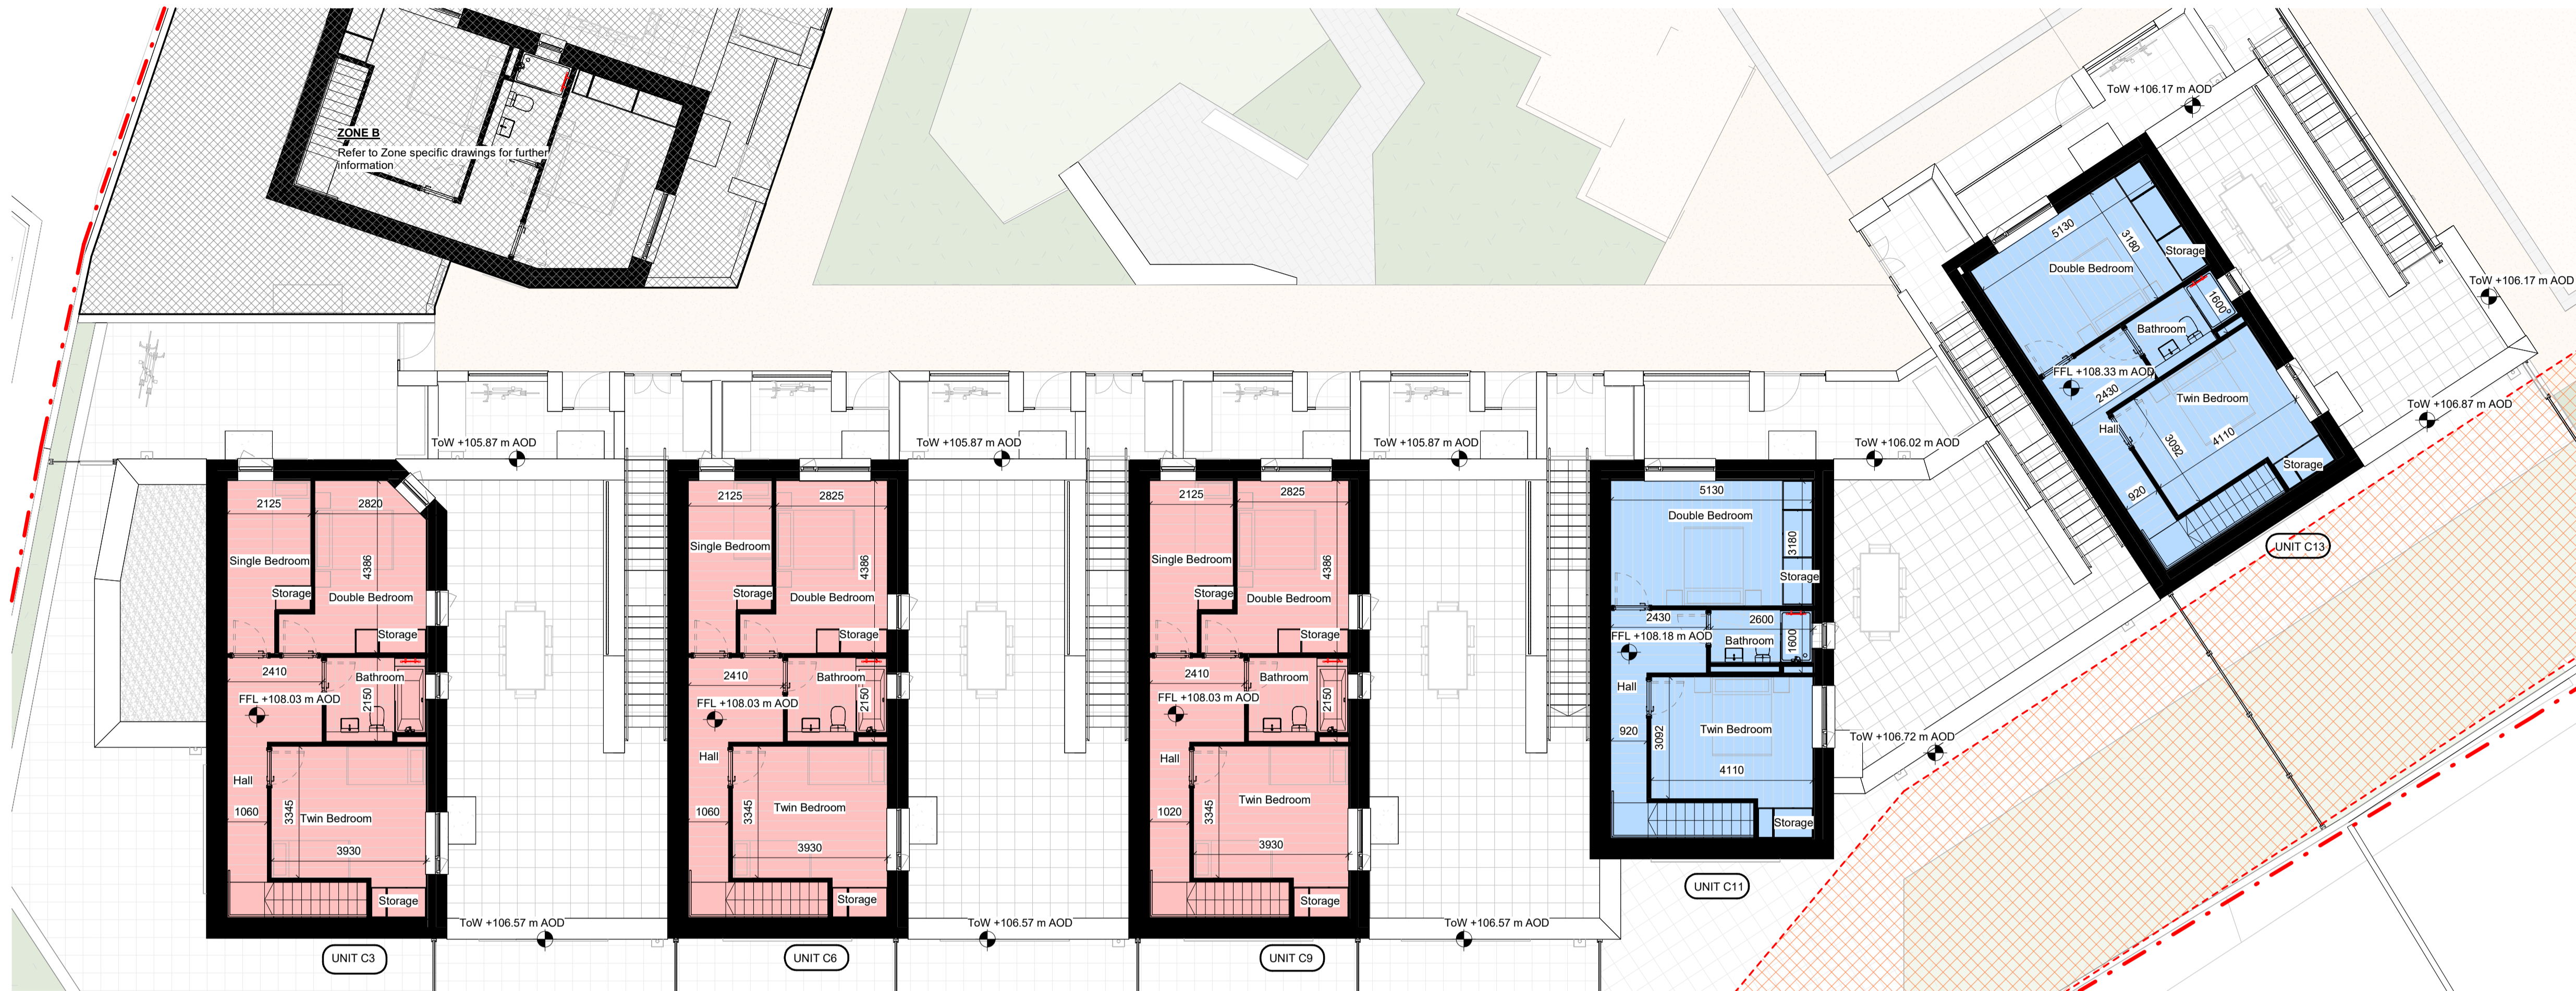 ZONE B
Refer to Zone specific drawings for further
information
ToW +106.17 m AOD
ToW +106.17 m AOD
ToW +106.87 m AOD
5130
3180
Storage
Double Bedroom
1600
Bathroom
FFL +108.33 m AOD
2430
Twin Bedroom
Hall
3092
4110
Storage
920
UNIT C13
ToW +105.87 m AOD
ToW +105.87 m AOD
ToW +105.87 m AOD
ToW +106.02 m AOD
2125
2820
Single Bedroom
4386
Storage
Double Bedroom
Storage
2410
Bathroom
FFL +108.03 m AOD
2150
Hall
1060
3345
Twin Bedroom
3930
Storage
ToW +106.57 m AOD
UNIT C3
2125
2825
Single Bedroom
4386
Storage
Double Bedroom
Storage
2410
Bathroom
FFL +108.03 m AOD
2150
Hall
1060
3345
Twin Bedroom
3930
Storage
ToW +106.57 m AOD
UNIT C6
2125
2825
Single Bedroom
4386
Storage
Double Bedroom
Storage
2410
Bathroom
FFL +108.03 m AOD
2150
Hall
1020
3345
Twin Bedroom
3930
Storage
ToW +106.57 m AOD
UNIT C9
5130
Double Bedroom
3180
Storage
2430
2600
FFL +108.18 m AOD
Bathroom
1600
Hall
920
3092
Twin Bedroom
4110
Storage
ToW +106.72 m AOD
UNIT C11